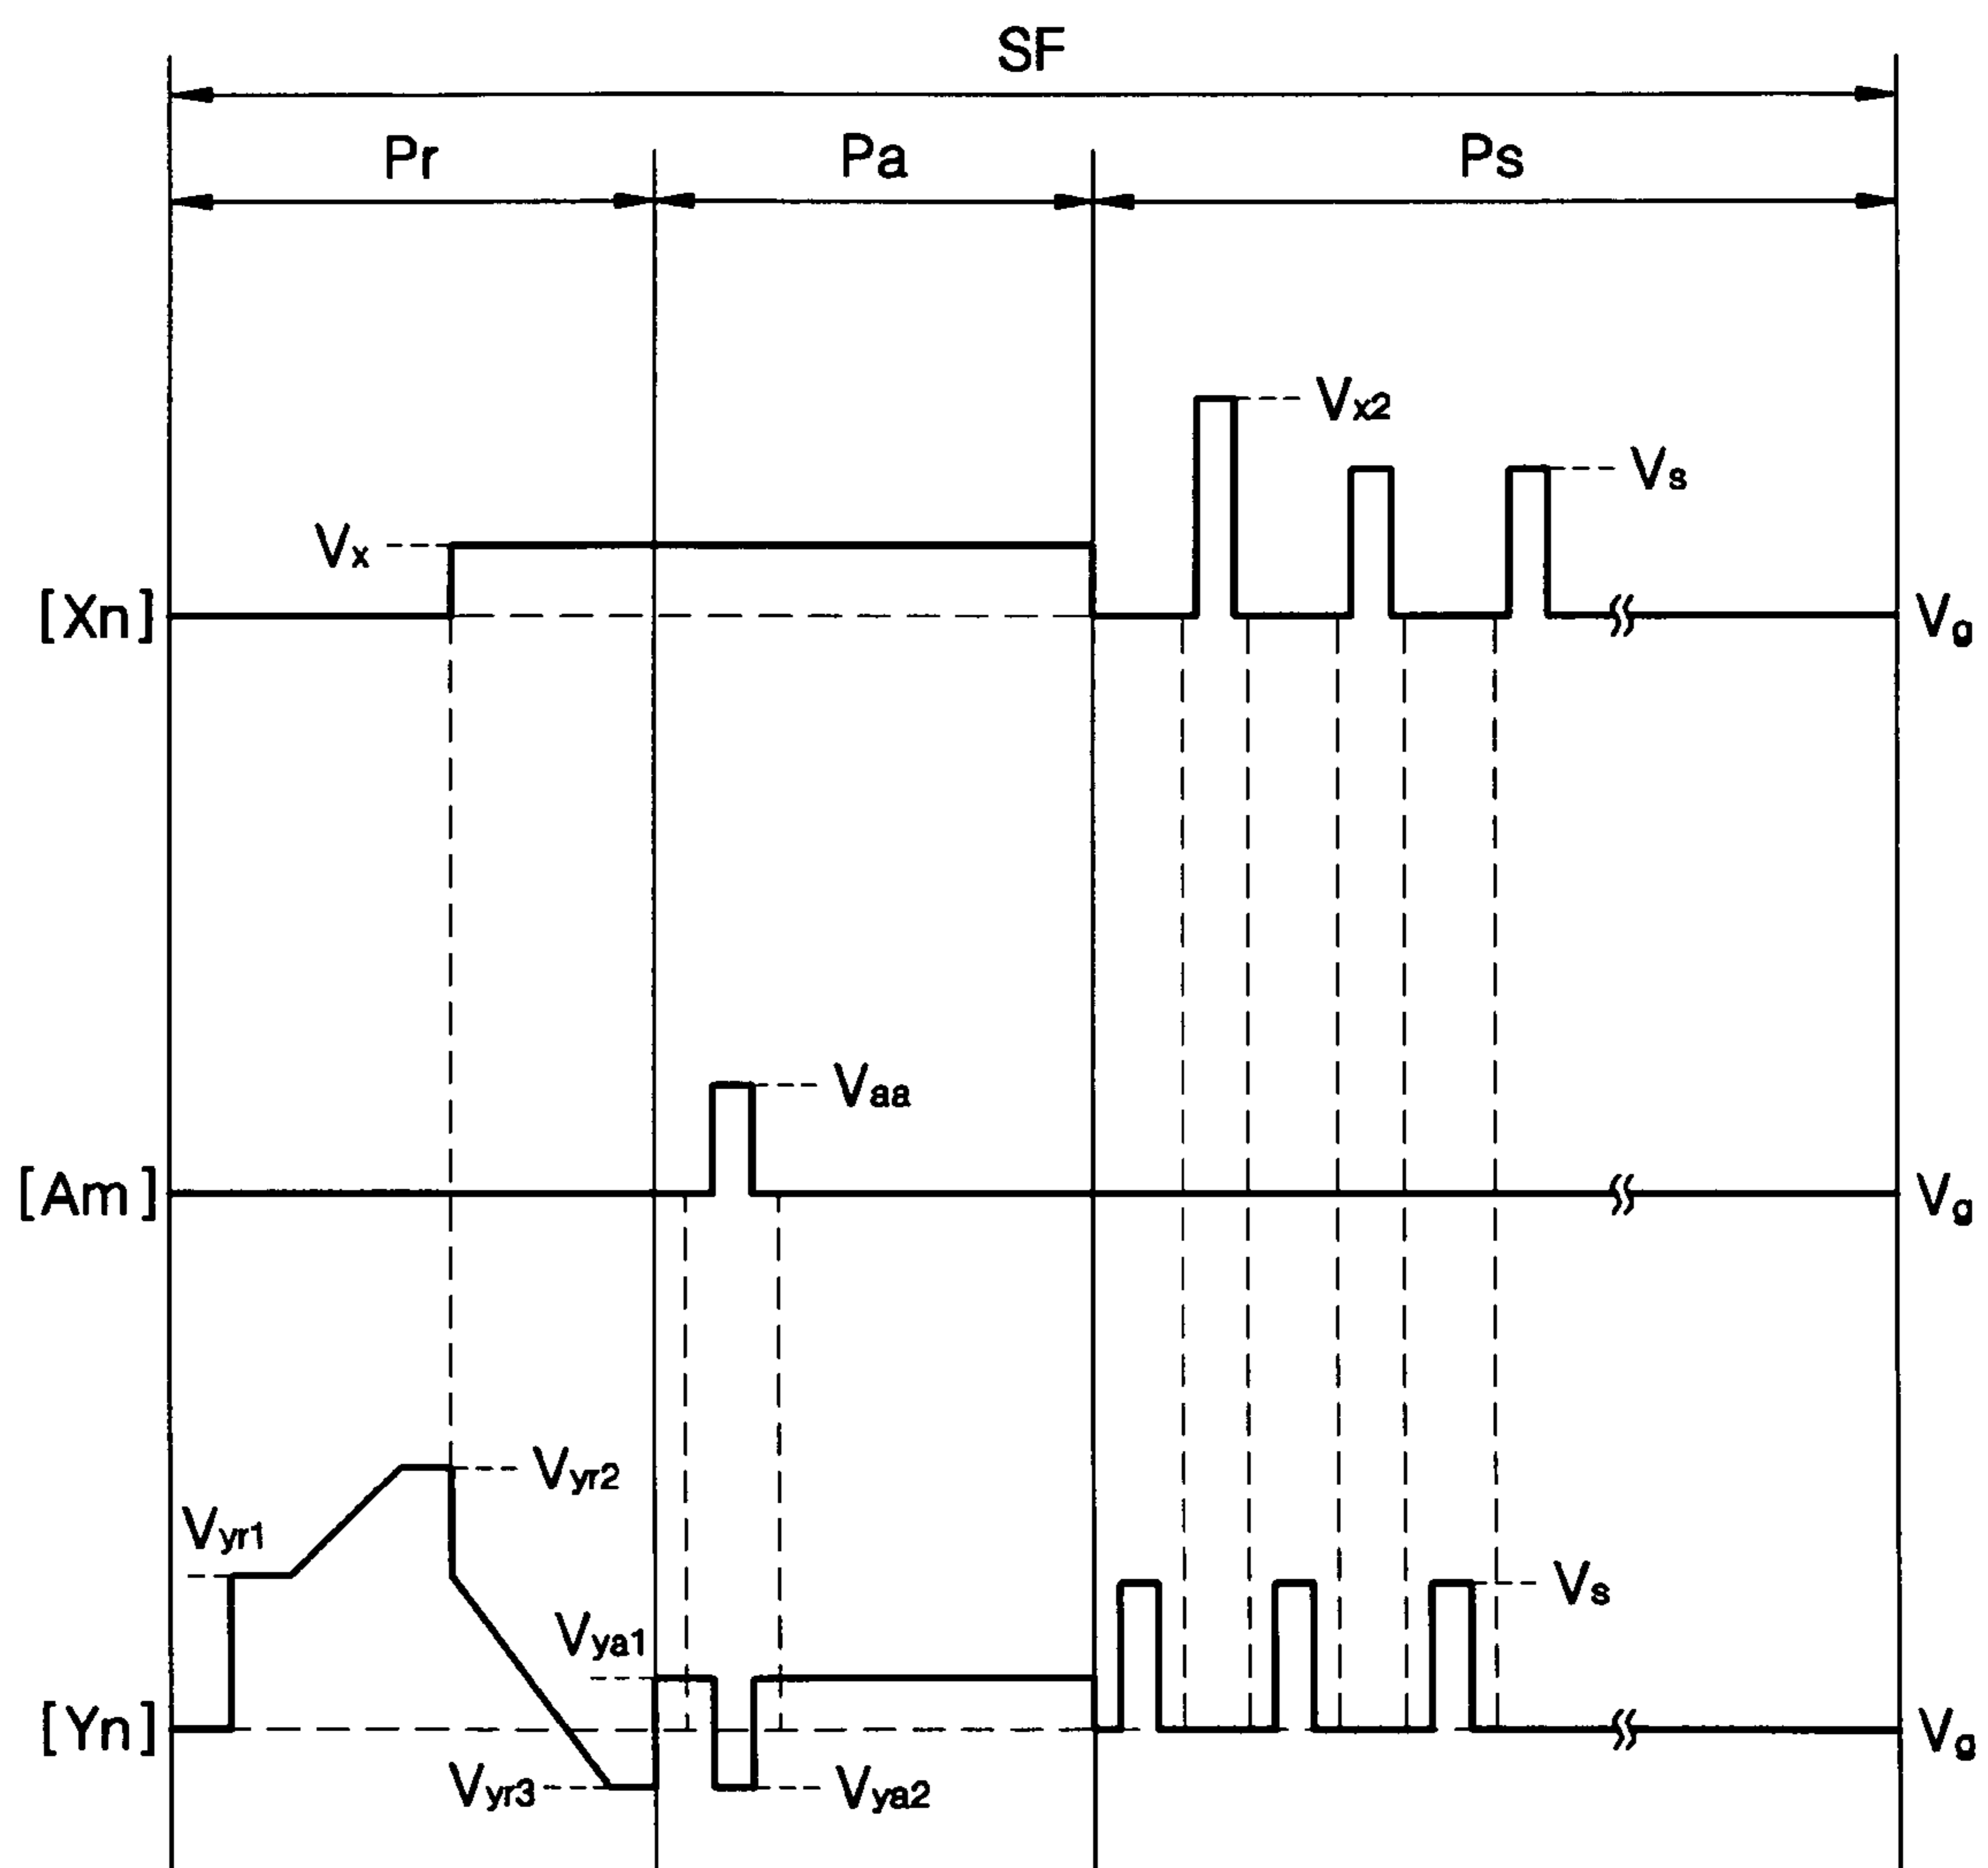 SF
Pr Pa Ps
Vx2
Vs
Vx
[Xn] Vg
Vaa
[Am] Vg
Vyr2
Vyr1
Vs
Vya1
[Yn] Vg
Vyr3 Vya2